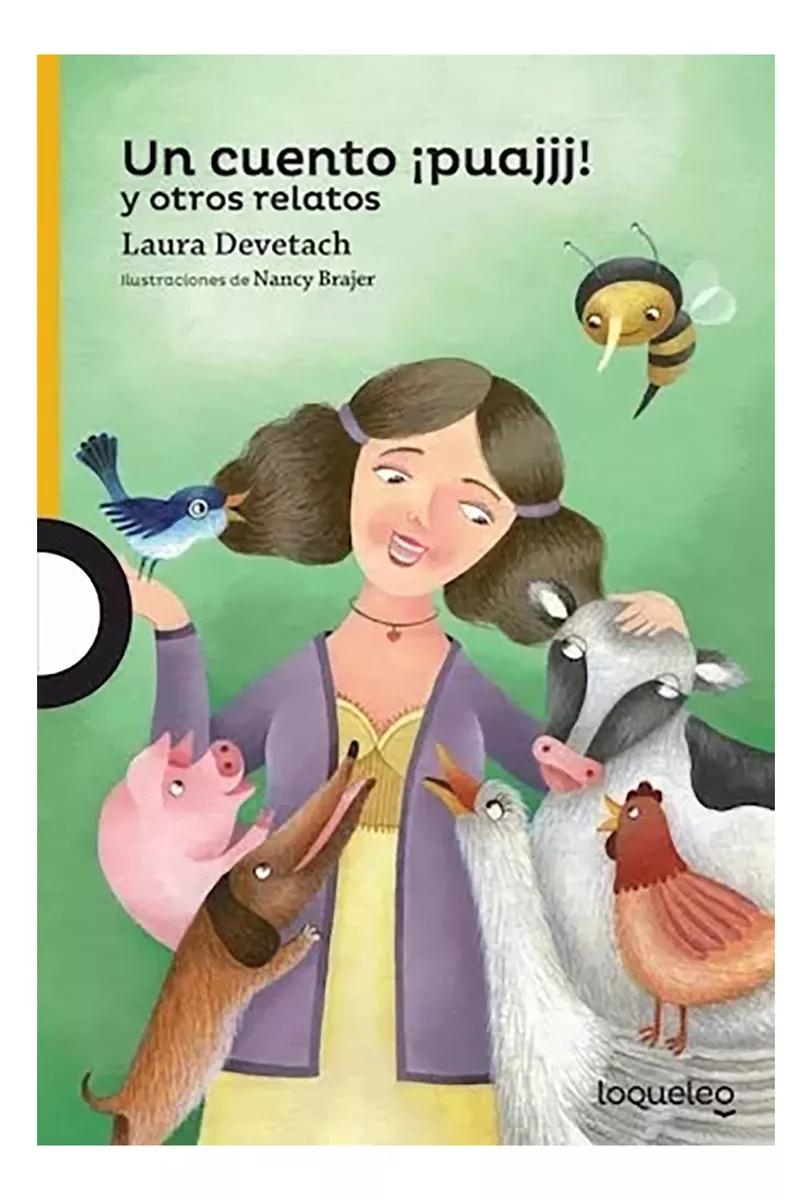 Un cuento ¡puajjj!
y otros relatos
Laura Devetach
Ilustraciones de Nancy Brajer
loqueleo